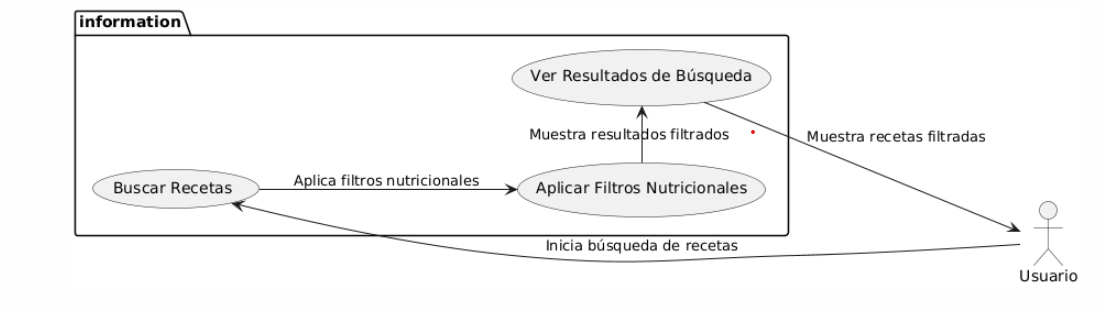 information
Ver Resultados de Búsqueda
Muestra resultados filtrados
Muestra recetas filtradas
Buscar Recetas
Aplica filtros nutricionales
Aplicar Filtros Nutricionales
Inicia búsqueda de recetas
Usuario